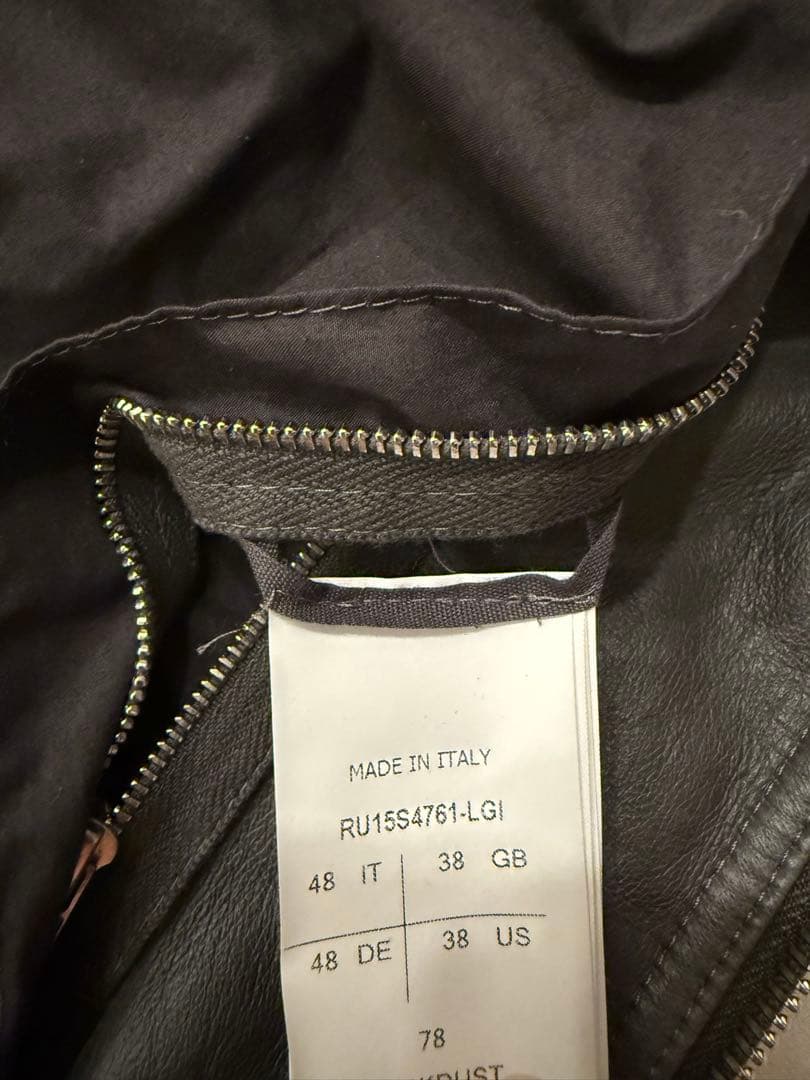 MADE IN ITALY
RU15S4761-LGI
48 IT 38 GB
48 DE 38 US
78